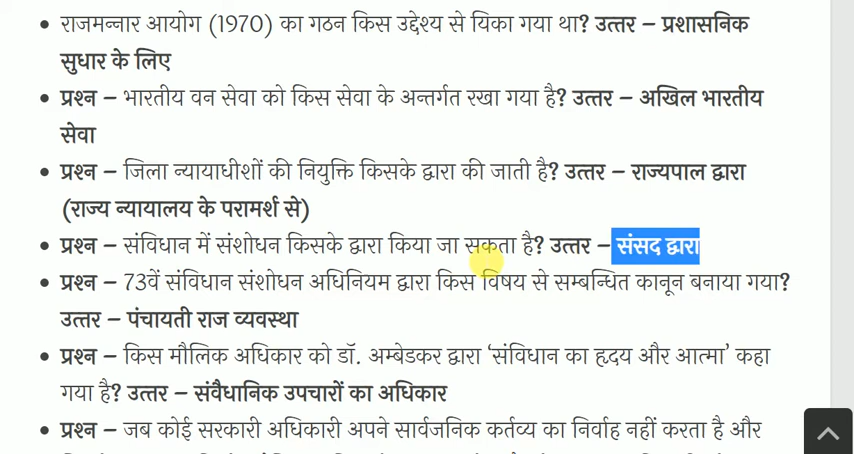 राजमन्नार आयोग (1970) का गठन किस उद्देश्य से यिका गया था? उत्तर – प्रशासनिक
सुधार के लिए
प्रश्न – भारतीय वन सेवा को किस सेवा के अन्तर्गत रखा गया है? उत्तर – अखिल भारतीय
सेवा
प्रश्न – जिला न्यायाधीशों की नियुक्ति किसके द्वारा की जाती है? उत्तर – राज्यपाल द्वारा
(राज्य न्यायालय के परामर्श से)
प्रश्न – संविधान में संशोधन किसके द्वारा किया जा सकता है? उत्तर – संसद द्वारा
प्रश्न – 73वें संविधान संशोधन अधिनियम द्वारा किस विषय से सम्बन्धित कानून बनाया गया?
उत्तर – पंचायती राज व्यवस्था
प्रश्न – किस मौलिक अधिकार को डॉ. अम्बेडकर द्वारा ‘संविधान का हृदय और आत्मा’ कहा
गया है? उत्तर – संवैधानिक उपचारों का अधिकार
प्रश्न – जब कोई सरकारी अधिकारी अपने सार्वजनिक कर्तव्य का निर्वाह नहीं करता है और